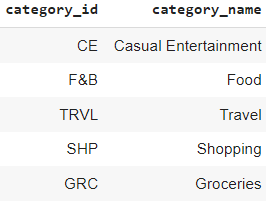 category_id category_name
CE Casual Entertainment
F&B Food
TRVL Travel
SHP Shopping
GRC Groceries